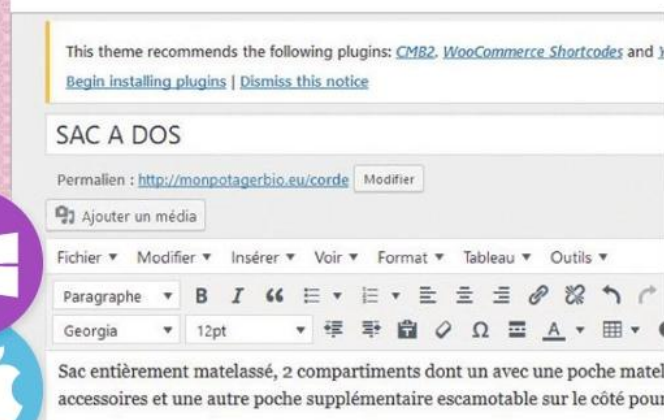 This theme recommends the following plugins: CMB2, WooCommerce Shortcodes and
Begin installing plugins | Dismiss this notice
SAC A DOS
Permalien : http://monpotagerbio.eu/corde Modifier
Ajouter un média
Fichier Modifier Insérer Voir Format Tableau Outils
Paragraphe B I
Georgia 12pt Ω A
Sac entièrement matelassé, 2 compartiments dont un avec une poche matel
accessoires et une autre poche supplémentaire escamotable sur le côté pour